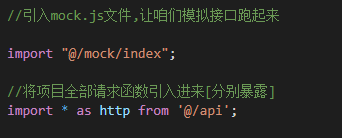 //引入mock.js文件,让咱们模拟接口跑起来
import "@/mock/index";
//将项目全部请求函数引入进来[分别暴露]
import * as http from '@/api';